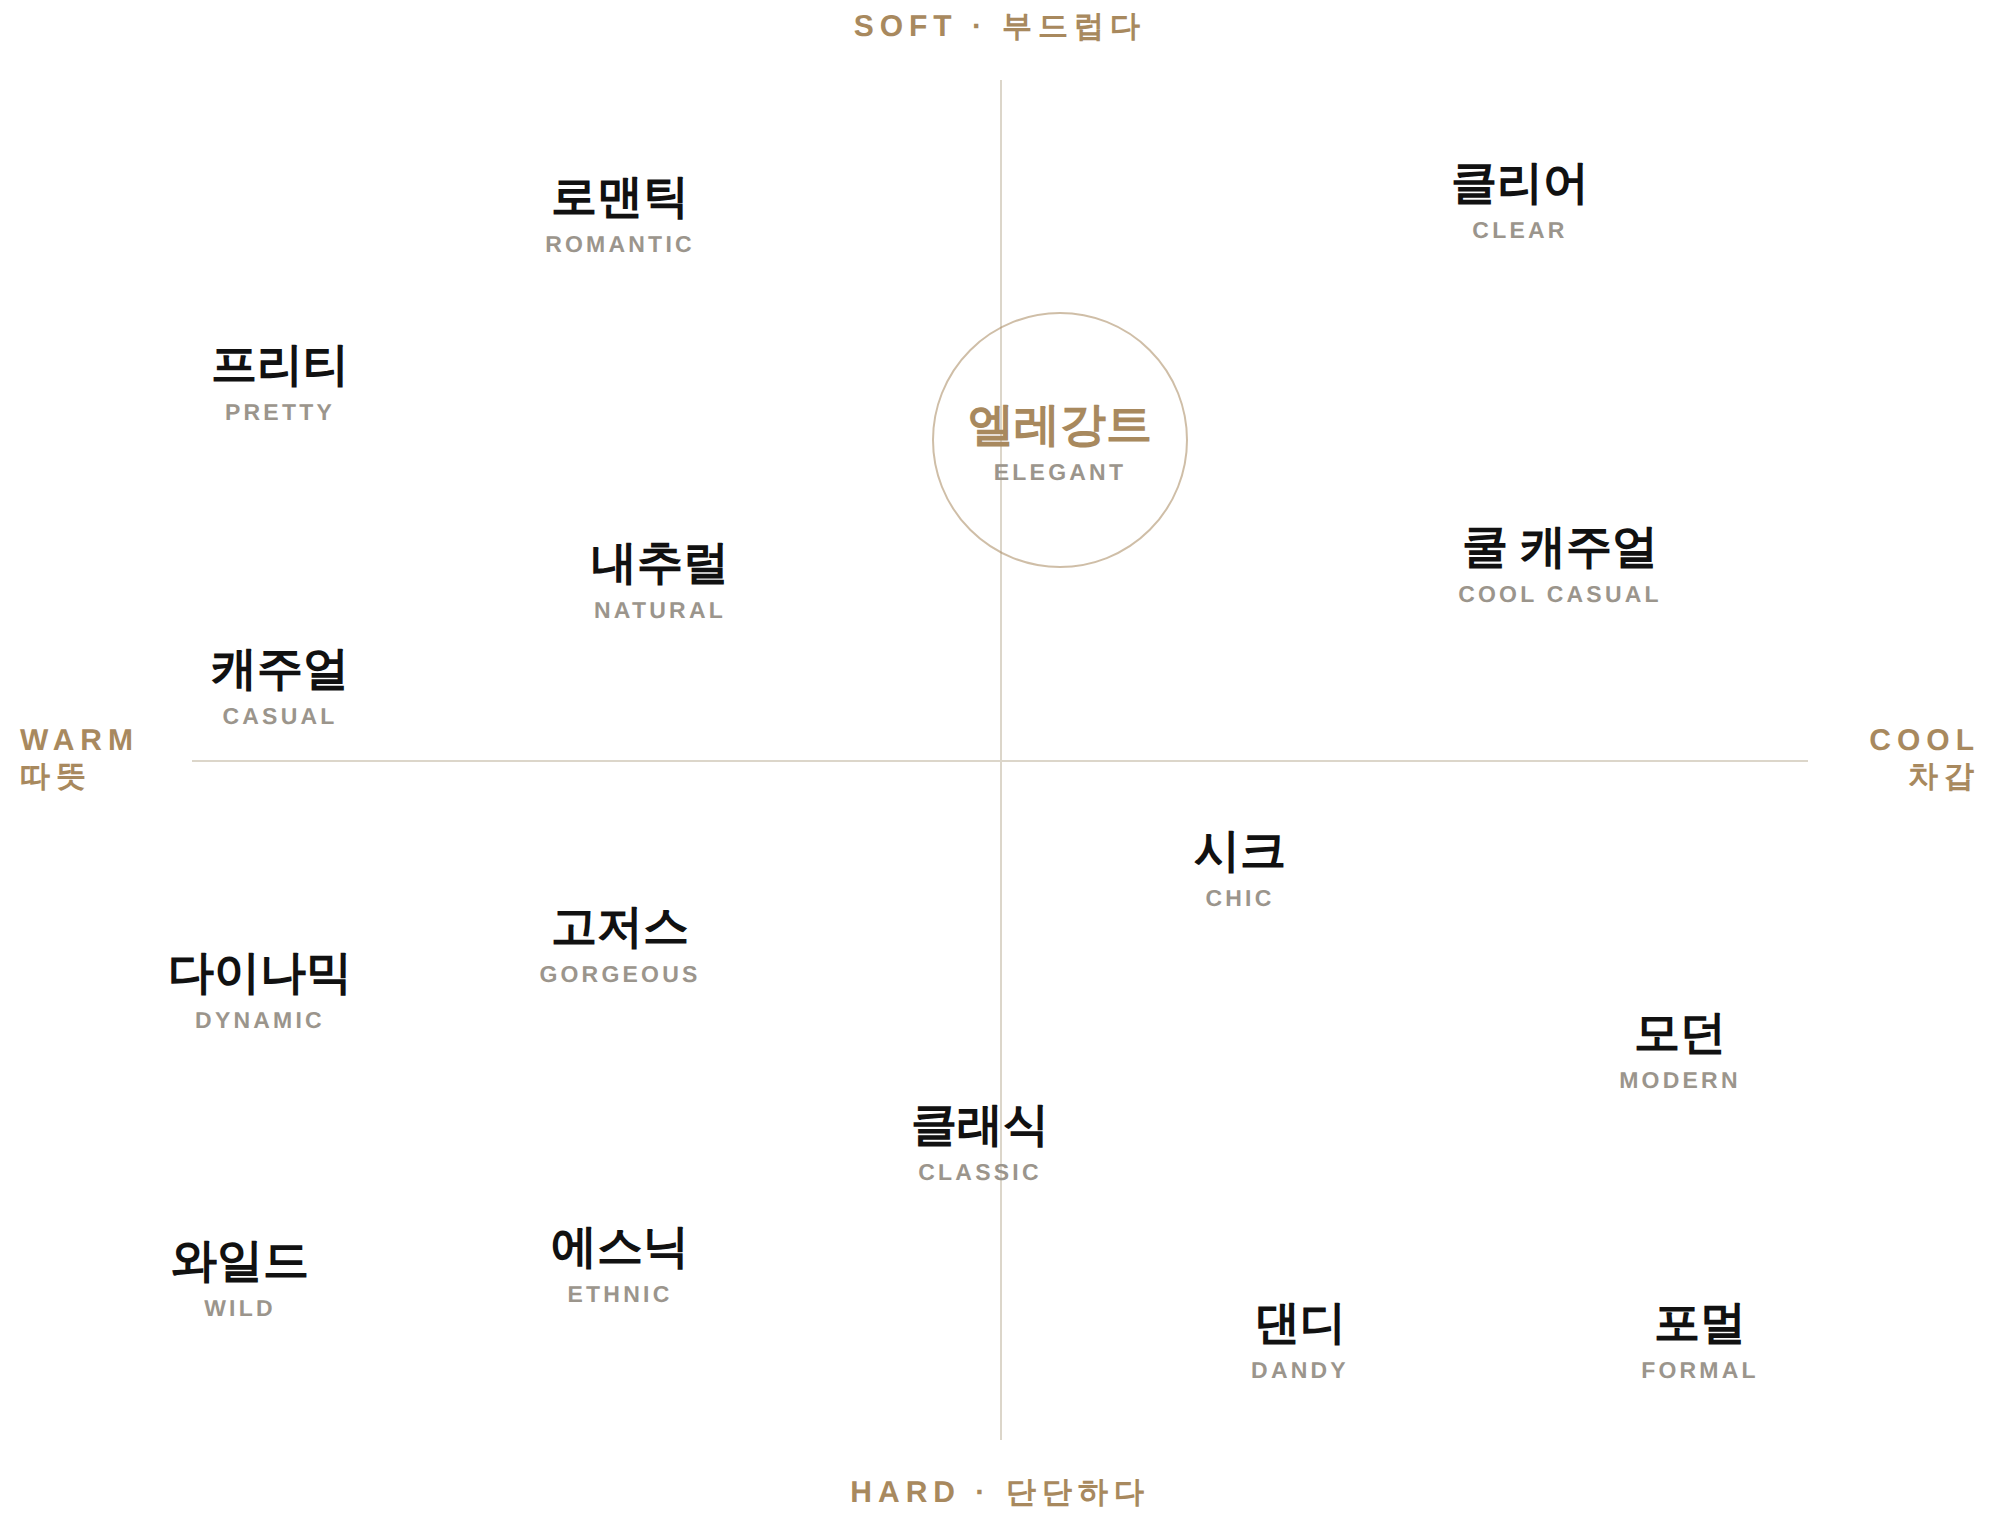 SOFT · 부드럽다
클리어
CLEAR
로맨틱
ROMANTIC
프리티
PRETTY
엘레강트
ELEGANT
쿨 캐주얼
COOL CASUAL
내추럴
NATURAL
캐주얼
CASUAL
WARM
따뜻
COOL
차갑
시크
CHIC
고저스
GORGEOUS
다이나믹
DYNAMIC
모던
MODERN
클래식
CLASSIC
에스닉
ETHNIC
와일드
WILD
댄디
DANDY
포멀
FORMAL
HARD · 단단하다